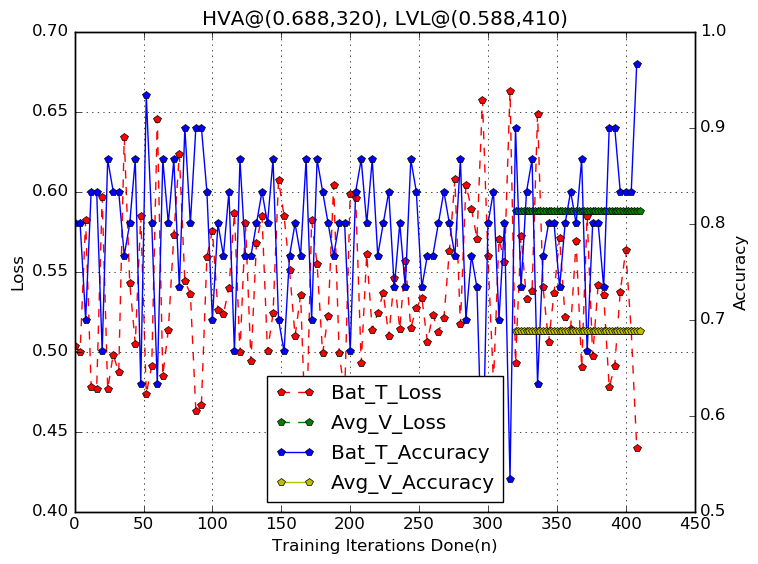 HVA@(0.688,320), LVL@(0.588,410)
0.70
0.65
0.60
0.55
0.50
0.45
0.40
Loss
1.0
0.9
0.8
0.7
0.6
0.5
Accuracy
Bat_T_Loss
Avg_V_Loss
Bat_T_Accuracy
Avg_V_Accuracy
0 50 100 150 200 250 300 350 400 450
Training Iterations Done(n)